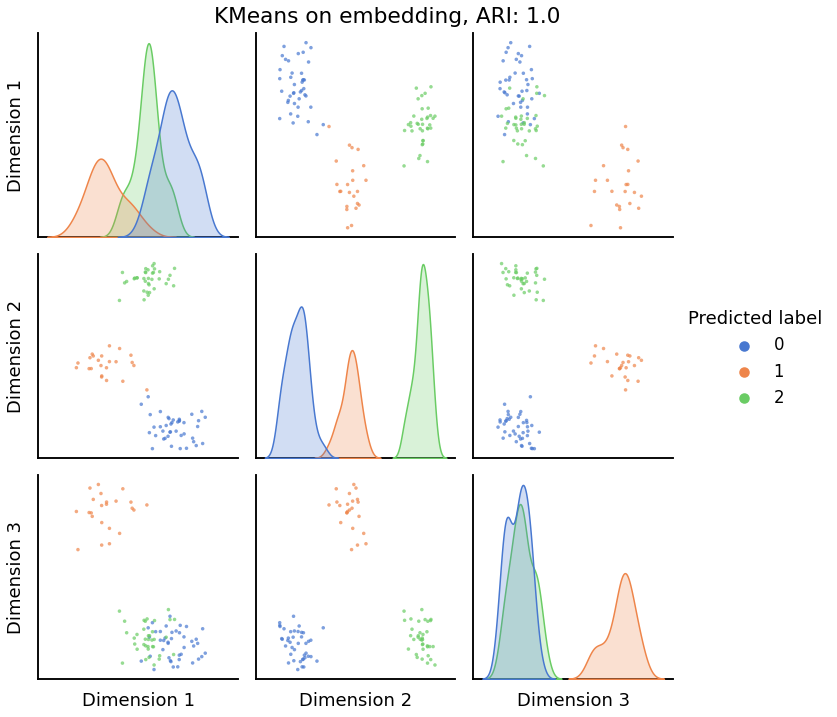 KMeans on embedding, ARI: 1.0
Dimension 1
Dimension 2
Dimension 3
Predicted label
0
1
2
Dimension 1
Dimension 2
Dimension 3